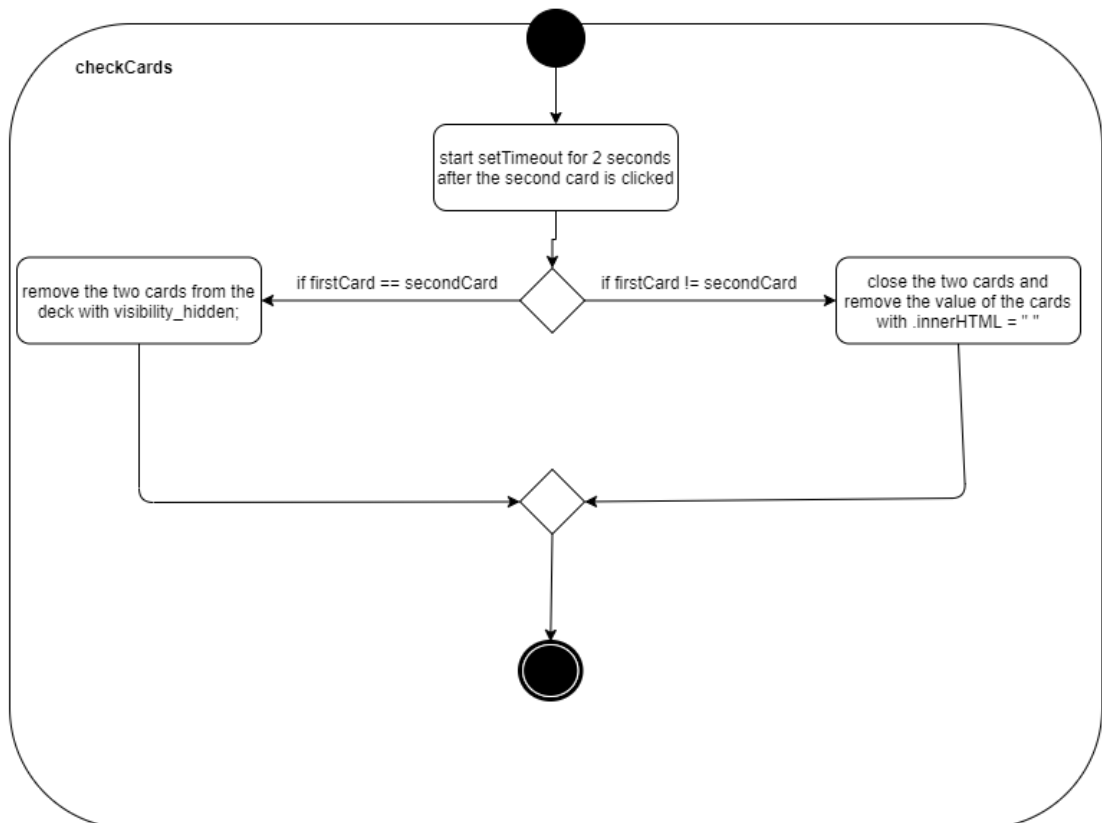 checkCards
start setTimeout for 2 seconds
after the second card is clicked
if firstCard == secondCard
if firstCard != secondCard
remove the two cards from the
deck with visibility_hidden;
close the two cards and
remove the value of the cards
with .innerHTML = " "